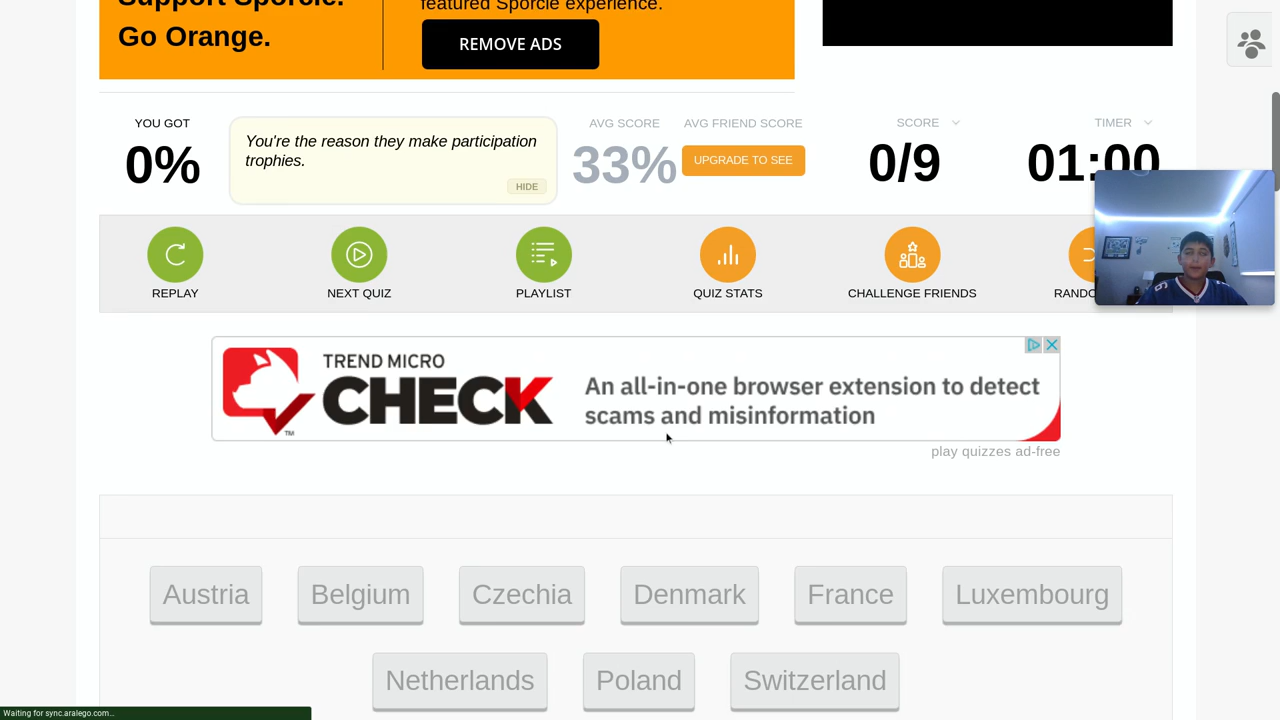 Support Sporcle.
Go Orange.
featured Sporcle experience.
REMOVE ADS
YOU GOT
0%
You're the reason they make participation
trophies.
HIDE
AVG SCORE
33%
AVG FRIEND SCORE
UPGRADE TO SEE
SCORE
0/9
TIMER
01:00
REPLAY
NEXT QUIZ
PLAYLIST
QUIZ STATS
CHALLENGE FRIENDS
TREND MICRO
CHECK
TM
An all-in-one browser extension to detect
scams and misinformation
play quizzes ad-free
Austria
Belgium
Czechia
Denmark
France
Luxembourg
Netherlands
Poland
Switzerland
Waiting for sync.aralego.com...